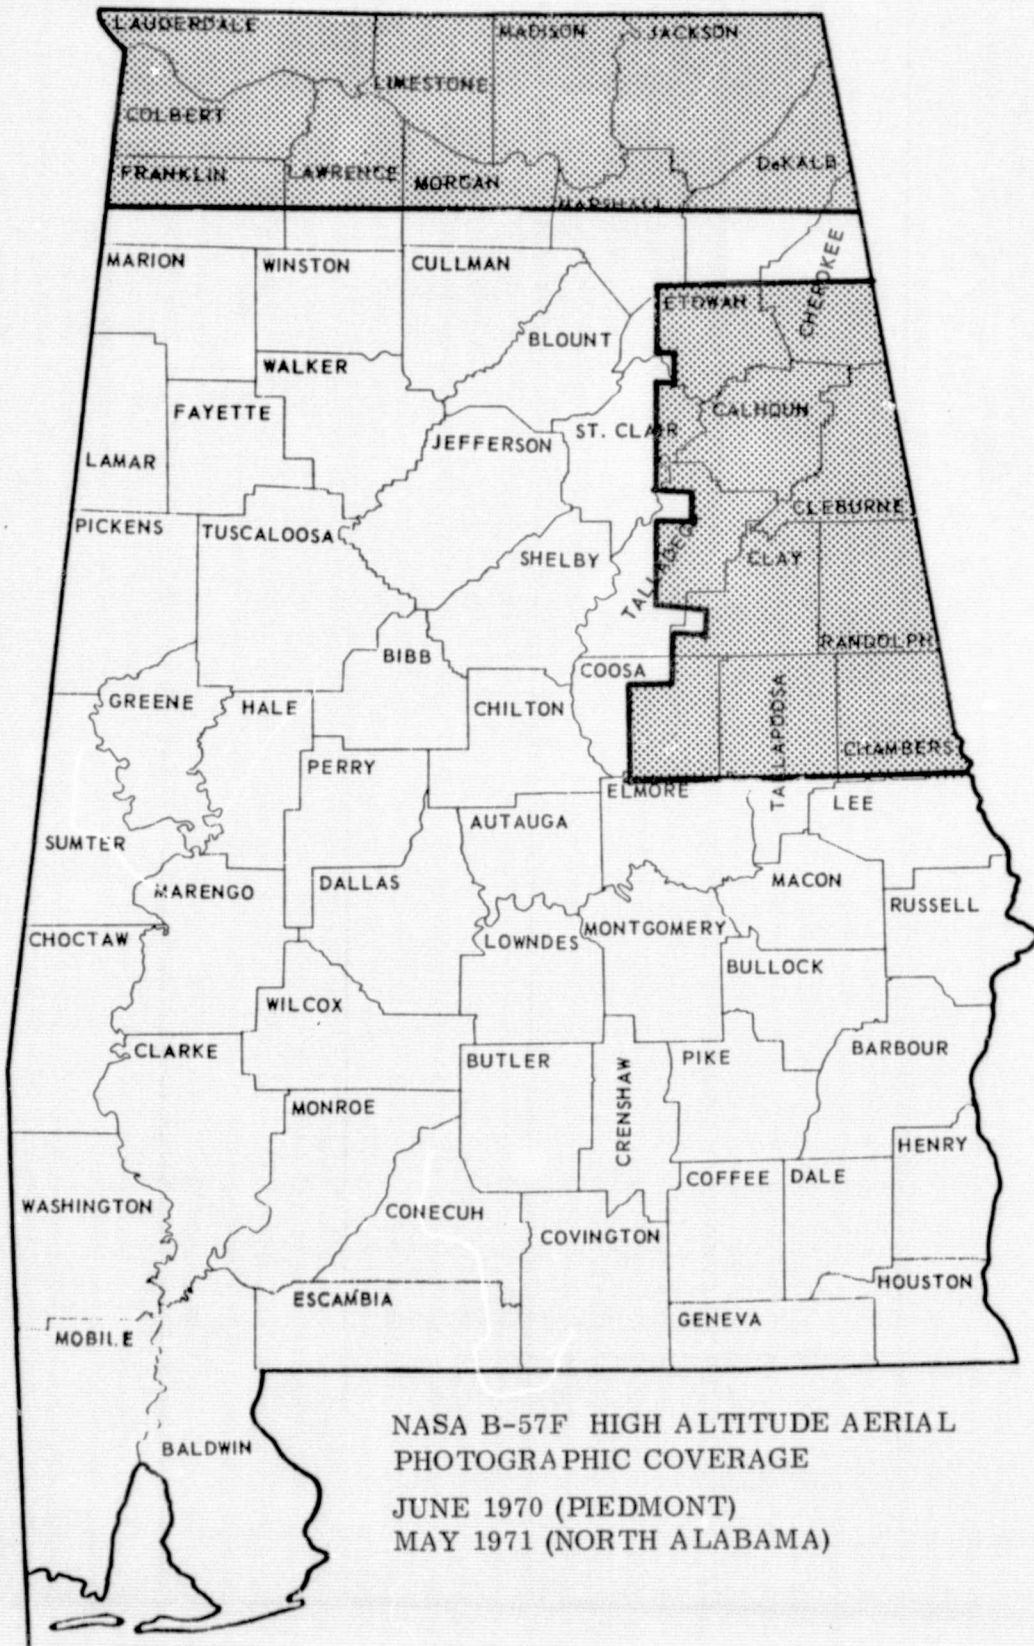 LAUDERDALE
MADISON
JACKSON
LIMESTONE
COLBERT
FRANKLIN
LAWRENCE
MORGAN
DeKALB
MARSHALL
MARION
WINSTON
CULLMAN
CHEROKEE
ETOWAH
BLOUNT
WALKER
FAYETTE
CALHOUN
ST. CLAIR
JEFFERSON
LAMAR
CLEBURNE
PICKENS
TUSCALOOSA
SHELBY
TALLADEGA
CLAY
RANDOLPH
BIBB
COOSA
GREENE
HALE
CHILTON
TALLAPOOSA
CHAMBERS
PERRY
ELMORE
LEE
AUTAUGA
SUMTER
MARENGO
DALLAS
MACON
RUSSELL
CHOCTAW
LOWNDES
MONTGOMERY
BULLOCK
WILCOX
CLARKE
BUTLER
CRENSHAW
PIKE
BARBOUR
MONROE
HENRY
WASHINGTON
CONECUH
COFFEE
DALE
COVINGTON
HOUSTON
ESCAMBIA
GENEVA
MOBILE
BALDWIN
NASA B-57F HIGH ALTITUDE AERIAL
PHOTOGRAPHIC COVERAGE
JUNE 1970 (PIEDMONT)
MAY 1971 (NORTH ALABAMA)